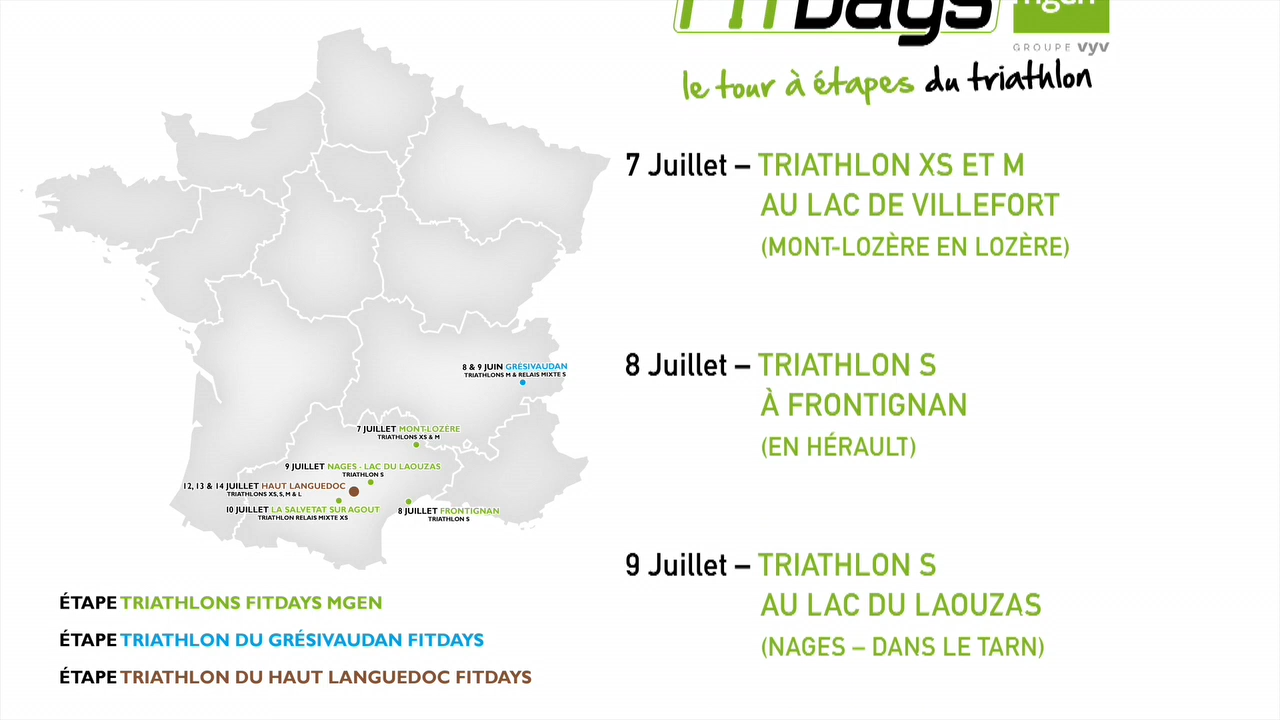 FitDays
mgen
GROUPE vyv
le tour à étapes du triathlon
7 Juillet – TRIATHLON XS ET M
AU LAC DE VILLEFORT
(MONT-LOZÈRE EN LOZÈRE)
8 Juillet – TRIATHLON S
À FRONTIGNAN
(EN HÉRAULT)
9 Juillet – TRIATHLON S
AU LAC DU LAOUZAS
(NAGES – DANS LE TARN)
8 & 9 JUIN GRÉSIVAUDAN
TRIATHLONS M & RELAIS MIXTE S
7 JUILLET MONT-LOZÈRE
TRIATHLONS XS & M
9 JUILLET NAGES - LAC DU LAOUZAS
TRIATHLON S
12, 13 & 14 JUILLET HAUT LANGUEDOC
TRIATHLONS XS, S, M & L
10 JUILLET LA SALVETAT SUR AGOUT
TRIATHLON RELAIS MIXTE XS
8 JUILLET FRONTIGNAN
TRIATHLON S
ÉTAPE TRIATHLONS FITDAYS MGEN
ÉTAPE TRIATHLON DU GRÉSIVAUDAN FITDAYS
ÉTAPE TRIATHLON DU HAUT LANGUEDOC FITDAYS